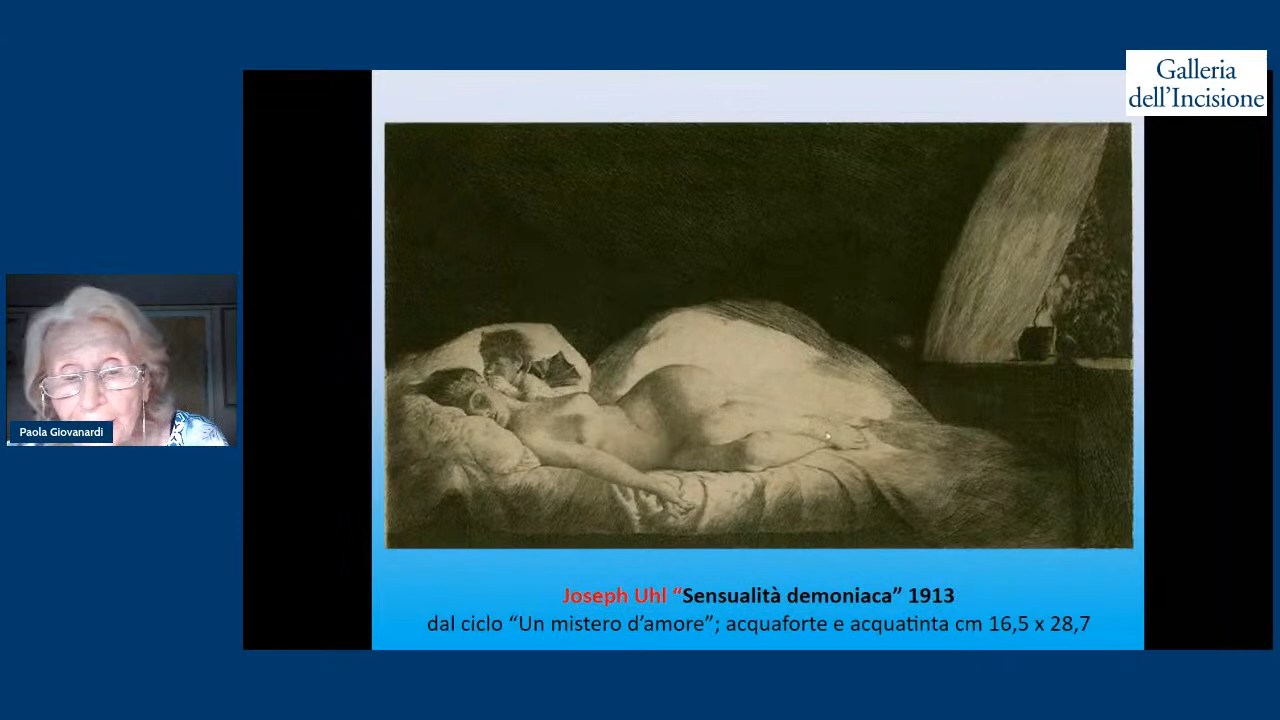 Galleria
dell'Incisione
Paola Giovanardi
Joseph Uhl “Sensualità demoniaca” 1913
dal ciclo “Un mistero d’amore”; acquaforte e acquatinta cm 16,5 x 28,7